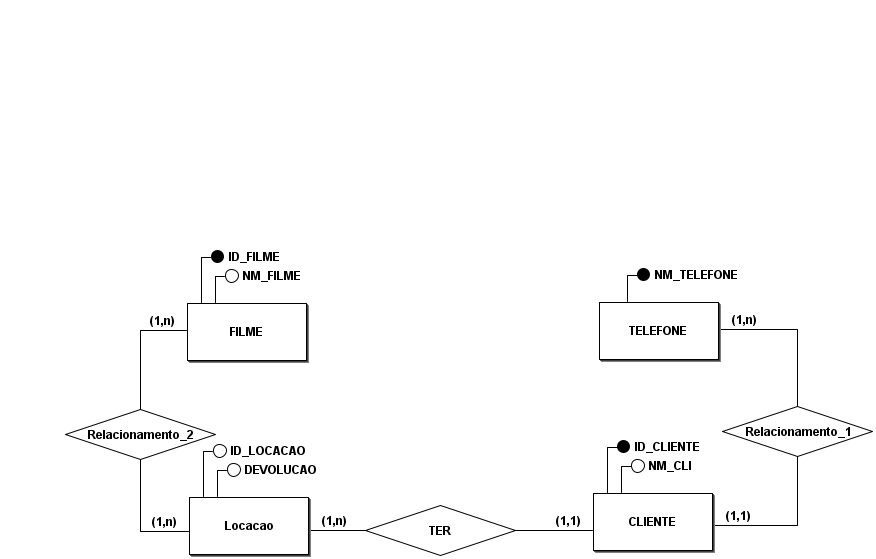 ID_FILME
NM_FILME
NM_TELEFONE
(1,n)
FILME
TELEFONE
(1,n)
Relacionamento_2
Relacionamento_1
ID_LOCACAO
DEVOLUCAO
ID_CLIENTE
NM_CLI
(1,n)
Locacao
(1,n)
TER
(1,1)
CLIENTE
(1,1)